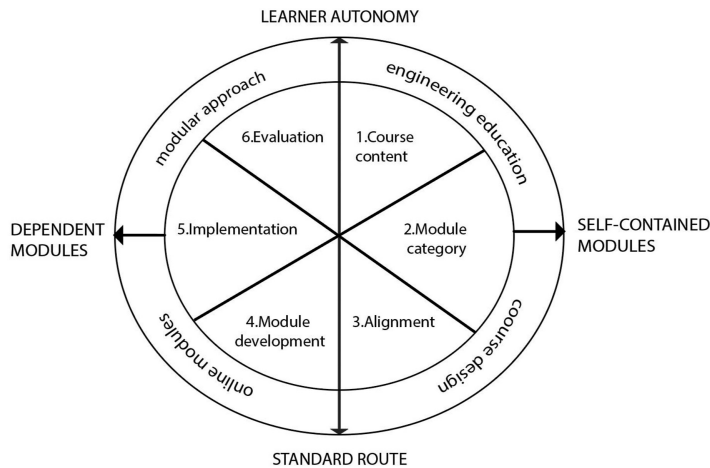 LEARNER AUTONOMY
modular approach
engineering education
6.Evaluation
1.Course
content
DEPENDENT
MODULES
5.Implementation
2.Module
category
SELF-CONTAINED
MODULES
4.Module
development
3.Alignment
online modules
coourse design
STANDARD ROUTE